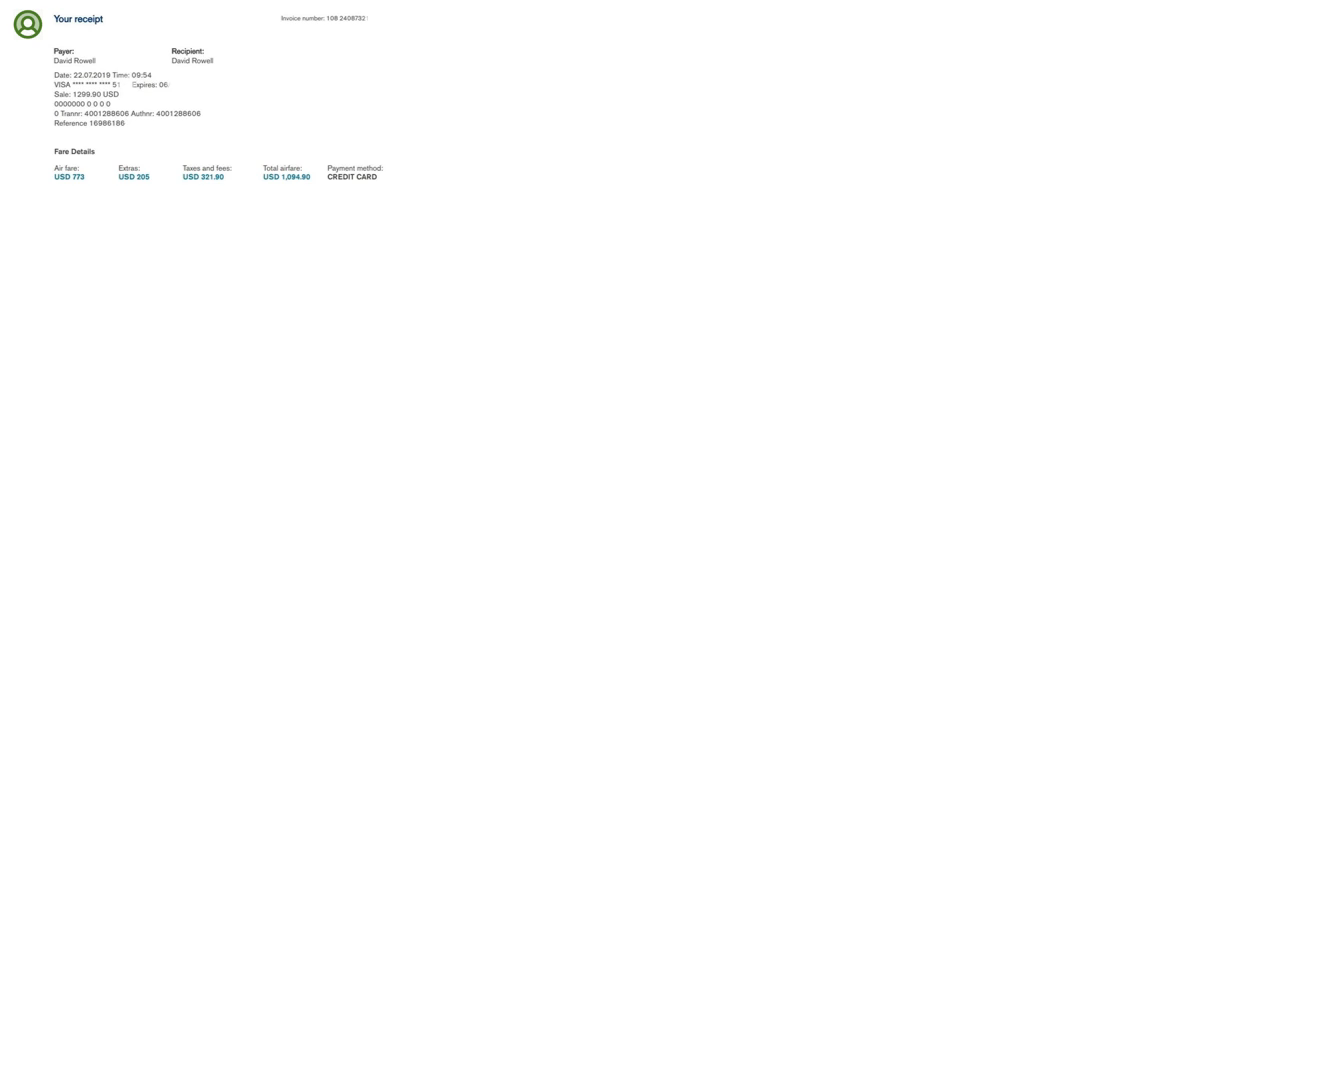 Your receipt
Invoice number: 108 2408732
Payer: Recipient:
David Rowell David Rowell
Date: 22.07.2019 Time: 09:54
VISA **** **** **** 51 Expires: 06
Sale: 1299.90 USD
0000000 0 0 0 0
0 Trannr: 4001288606 Authnr: 4001288606
Reference 16986186
Fare Details
Air fare: Extras: Taxes and fees: Total airfare: Payment method:
USD 773 USD 205 USD 321.90 USD 1,094.90 CREDIT CARD